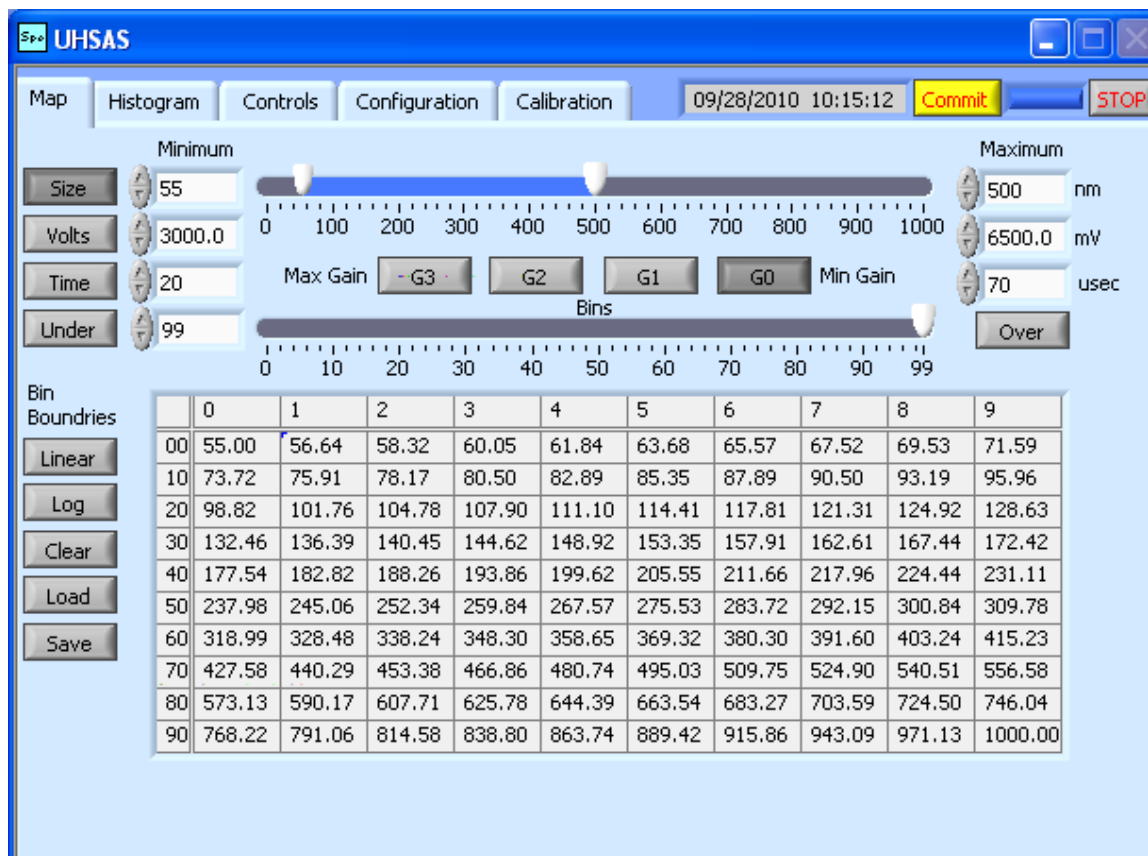 Spe UHSAS
Map Histogram Controls Configuration Calibration 09/28/2010 10:15:12 Commit STOP
Minimum Maximum
Size 55 500 nm
0 100 200 300 400 500 600 700 800 900 1000
Volts 3000.0 6500.0 mV
Time 20 Max Gain G3 G2 G1 G0 Min Gain 70 usec
Bins
Under 99 Over
0 10 20 30 40 50 60 70 80 90 99
Bin
Boundries
Linear
Log
Clear
Load
Save
0 1 2 3 4 5 6 7 8 9
00 55.00 56.64 58.32 60.05 61.84 63.68 65.57 67.52 69.53 71.59
10 73.72 75.91 78.17 80.50 82.89 85.35 87.89 90.50 93.19 95.96
20 98.82 101.76 104.78 107.90 111.10 114.41 117.81 121.31 124.92 128.63
30 132.46 136.39 140.45 144.62 148.92 153.35 157.91 162.61 167.44 172.42
40 177.54 182.82 188.26 193.86 199.62 205.55 211.66 217.96 224.44 231.11
50 237.98 245.06 252.34 259.84 267.57 275.53 283.72 292.15 300.84 309.78
60 318.99 328.48 338.24 348.30 358.65 369.32 380.30 391.60 403.24 415.23
70 427.58 440.29 453.38 466.86 480.74 495.03 509.75 524.90 540.51 556.58
80 573.13 590.17 607.71 625.78 644.39 663.54 683.27 703.59 724.50 746.04
90 768.22 791.06 814.58 838.80 863.74 889.42 915.86 943.09 971.13 1000.00